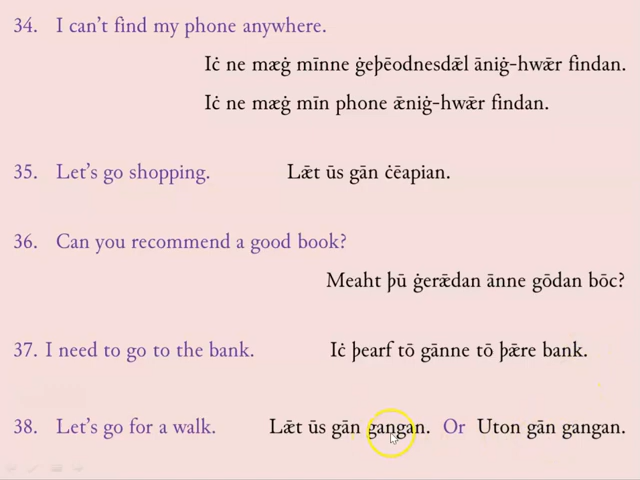 34. I can't find my phone anywhere.
Iċ ne mæġ mīnne ġeþēodnesdǣl āniġ-hwǣr findan.
Iċ ne mæġ mīn phone ǣniġ-hwǣr findan.
35. Let's go shopping. Lǣt ūs gān ċēapian.
36. Can you recommend a good book?
Meaht þū ġerǣdan ānne gōdan bōc?
37. I need to go to the bank. Iċ þearf tō gānne tō þǣre bank.
38. Let's go for a walk. Lǣt ūs gān gangan. Or Uton gān gangan.